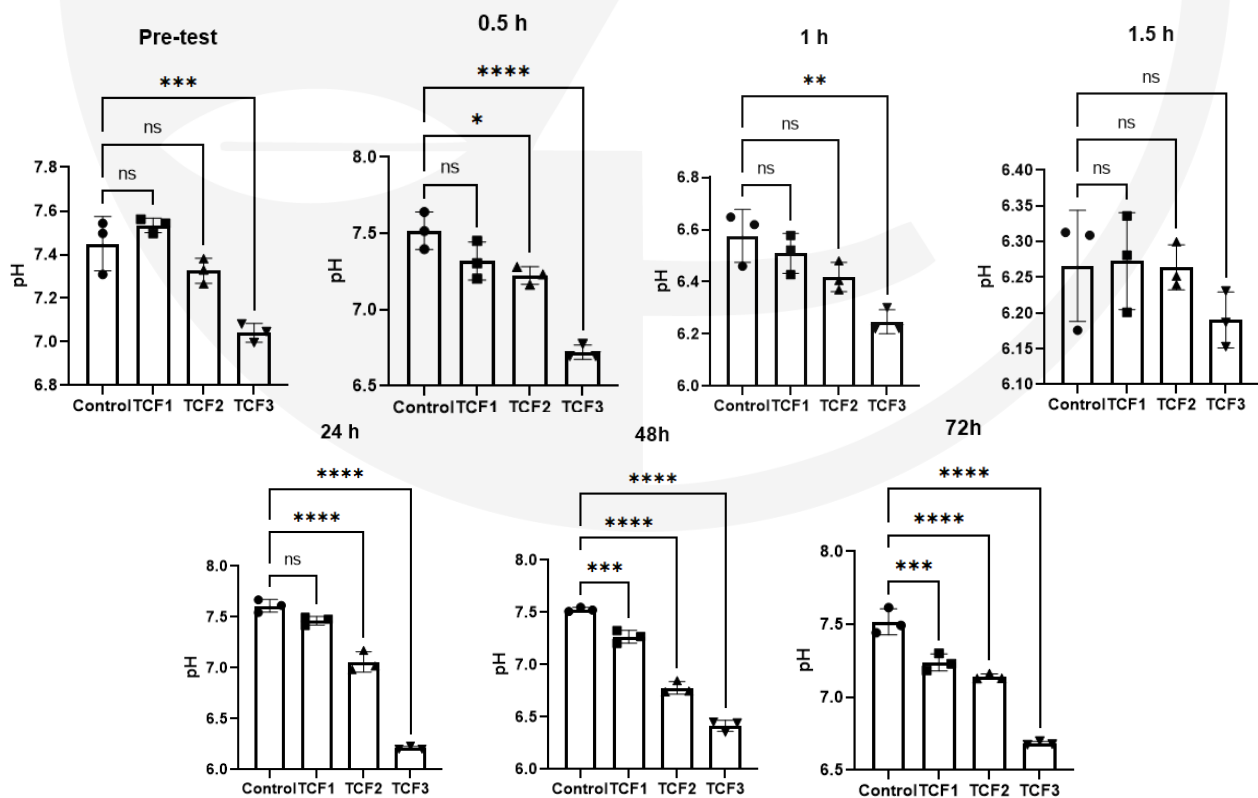 Pre-test
***
ns
ns
pH
7.8
7.6
7.4
7.2
7.0
6.8
Control TCF1 TCF2 TCF3
0.5 h
****
*
ns
pH
8.0
7.5
7.0
6.5
Control TCF1 TCF2 TCF3
1 h
**
ns
ns
pH
6.8
6.6
6.4
6.2
6.0
Control TCF1 TCF2 TCF3
1.5 h
ns
ns
ns
pH
6.40
6.35
6.30
6.25
6.20
6.15
6.10
Control TCF1 TCF2 TCF3
24 h
****
****
ns
pH
8.0
7.5
7.0
6.5
6.0
Control TCF1 TCF2 TCF3
48h
****
****
***
pH
8.0
7.5
7.0
6.5
6.0
Control TCF1 TCF2 TCF3
72h
****
****
***
pH
8.0
7.5
7.0
6.5
Control TCF1 TCF2 TCF3